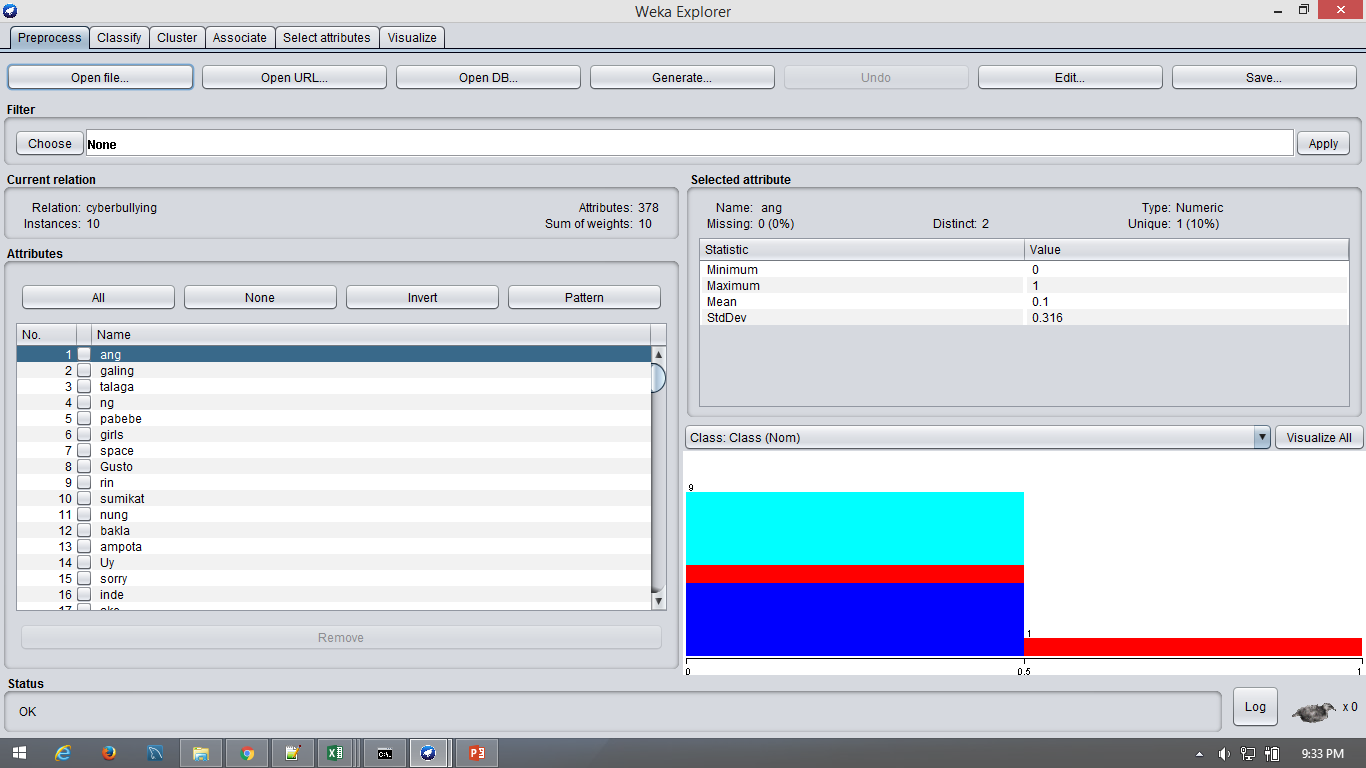 Weka Explorer
Preprocess Classify Cluster Associate Select attributes Visualize
Open file... Open URL... Open DB... Generate... Undo Edit... Save...
Filter
Choose None Apply
Current relation
Relation: cyberbullying Attributes: 378
Instances: 10 Sum of weights: 10
Attributes
All None Invert Pattern
No. Name
1 ang
2 galing
3 talaga
4 ng
5 pabebe
6 girls
7 space
8 Gusto
9 rin
10 sumikat
11 nung
12 bakla
13 ampota
14 Uy
15 sorry
16 inde
17
Remove
Selected attribute
Name: ang Type: Numeric
Missing: 0 (0%) Distinct: 2 Unique: 1 (10%)
Statistic Value
Minimum 0
Maximum 1
Mean 0.1
StdDev 0.316
Class: Class (Nom) Visualize All
9
1
0 0.5 1
Status
OK
Log x 0
9:33 PM